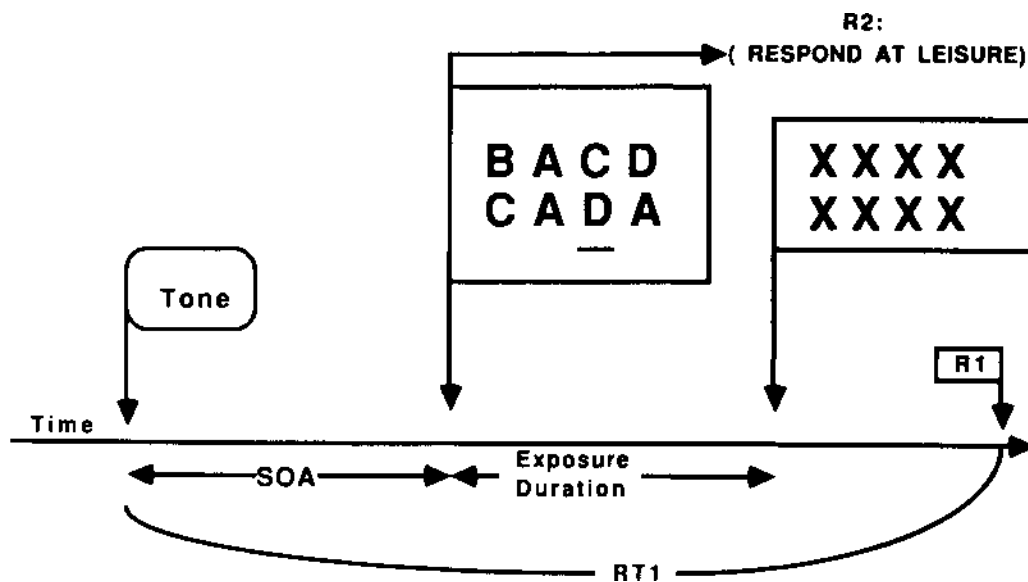 R2:
( RESPOND AT LEISURE)
B A C D
C A D A
X X X X
X X X X
Tone
R1
Time
SOA
Exposure
Duration
RT1